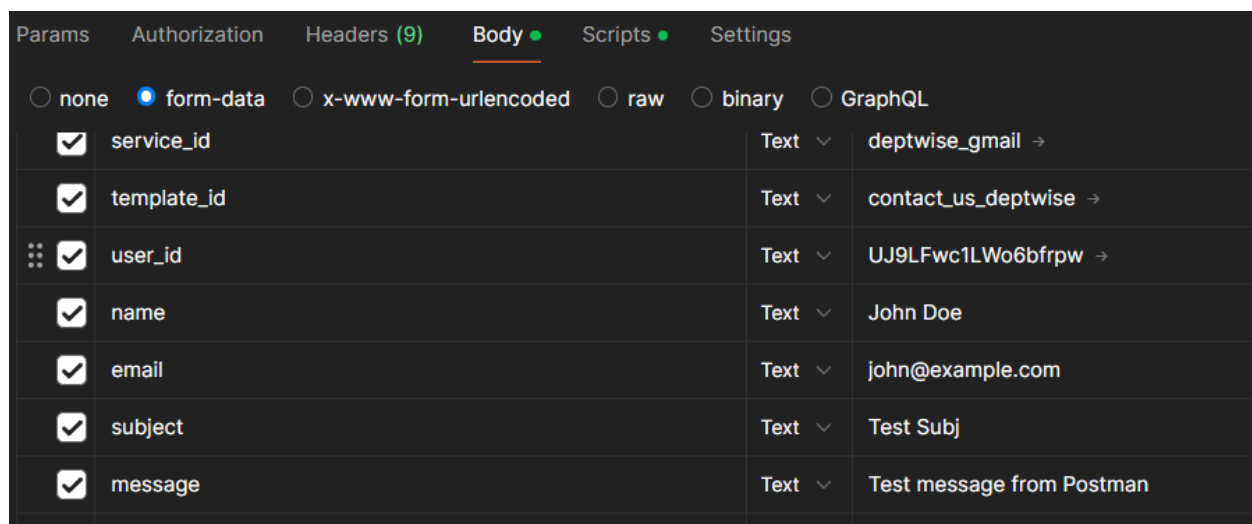 Params Authorization Headers (9) Body Scripts Settings
none form-data x-www-form-urlencoded raw binary GraphQL
service_id Text deptwise_gmail →
template_id Text contact_us_deptwise →
user_id Text UJ9LFwc1LWo6bfrpw →
name Text John Doe
email Text john@example.com
subject Text Test Subj
message Text Test message from Postman